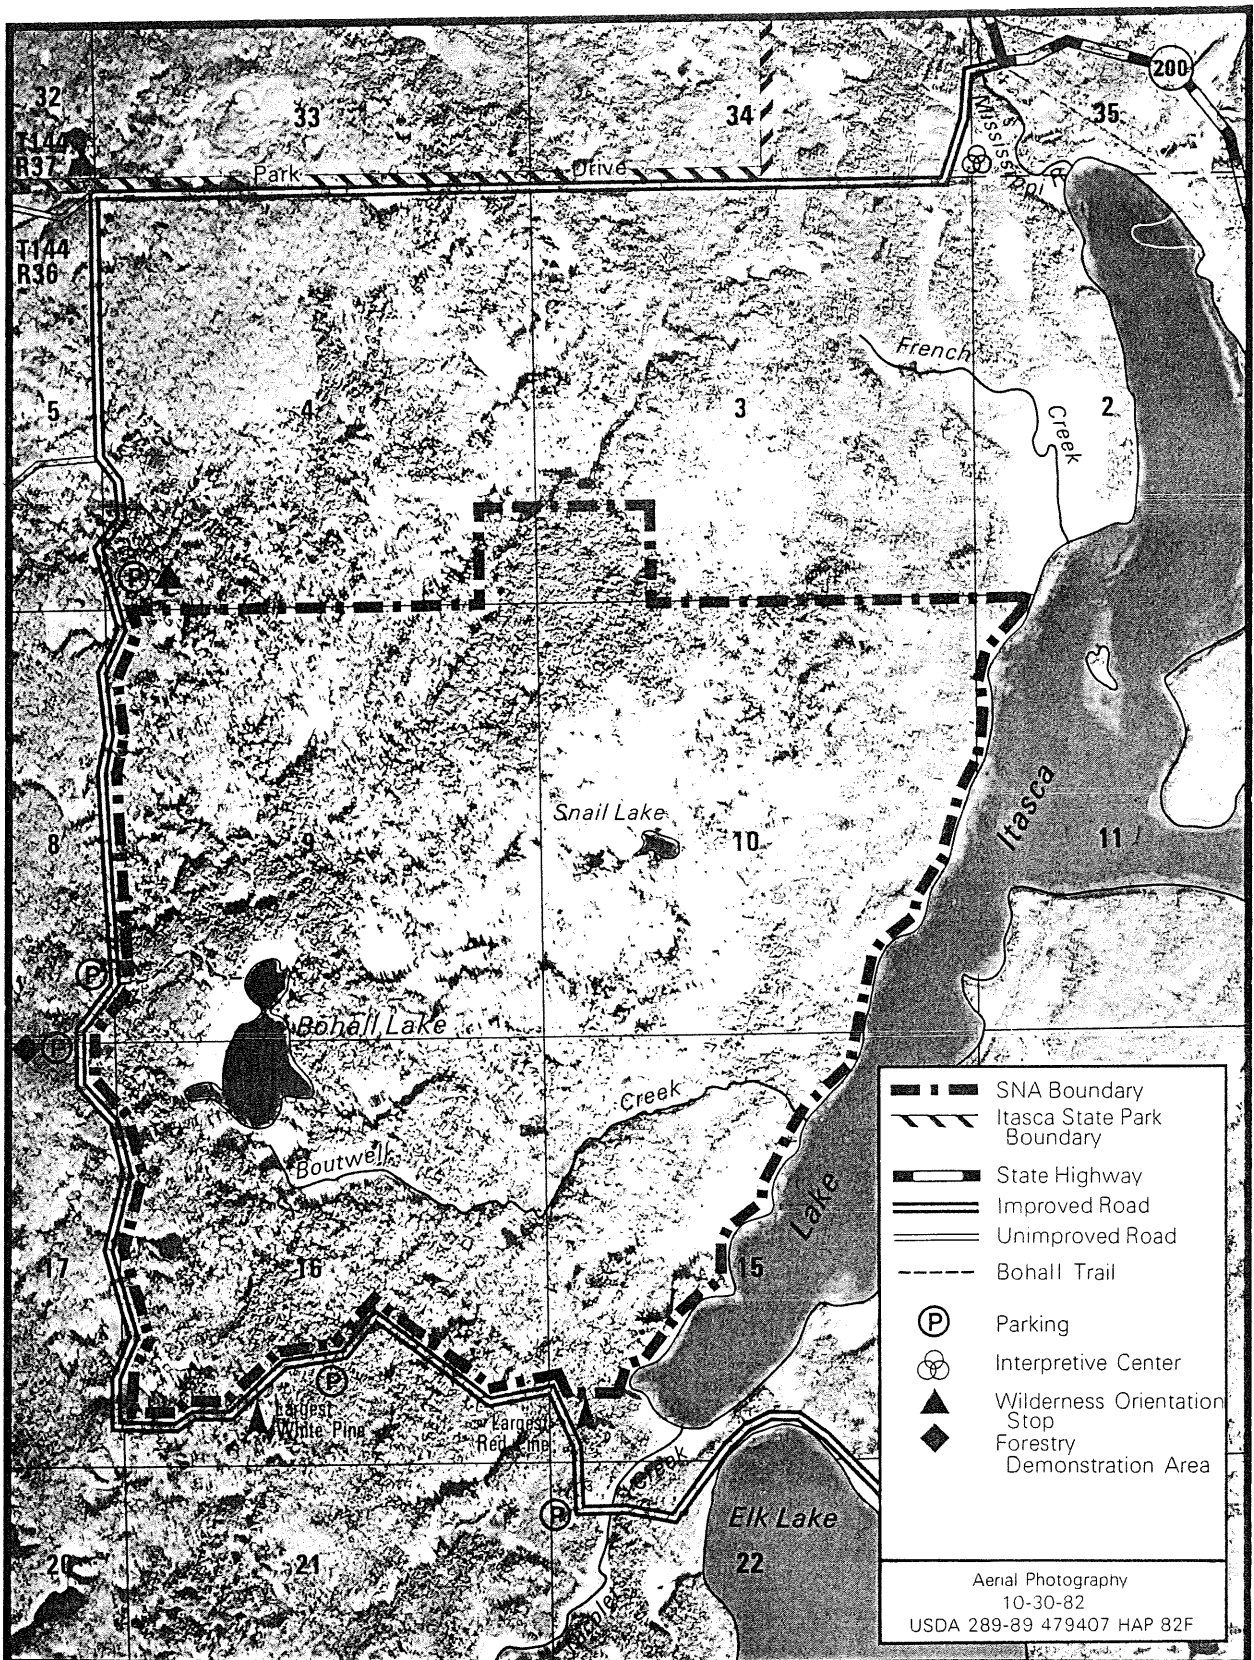 200
32
33
34
35
T144
R37
Park
Drive
Mississippi R
T144
R36
French
Creek
5
4
3
2
P
Snail Lake
8
9
10
11
Itasca
Lake
P
P
Bohall Lake
Creek
Boutwell
17
16
15
P
Largest
White Pine
Largest
Red Pine
Creek
P
Elk Lake
20
21
22
SNA Boundary
Itasca State Park
Boundary
State Highway
Improved Road
Unimproved Road
Bohall Trail
P Parking
Interpretive Center
Wilderness Orientation
Stop
Forestry
Demonstration Area
Aerial Photography
10-30-82
USDA 289-89 479407 HAP 82F